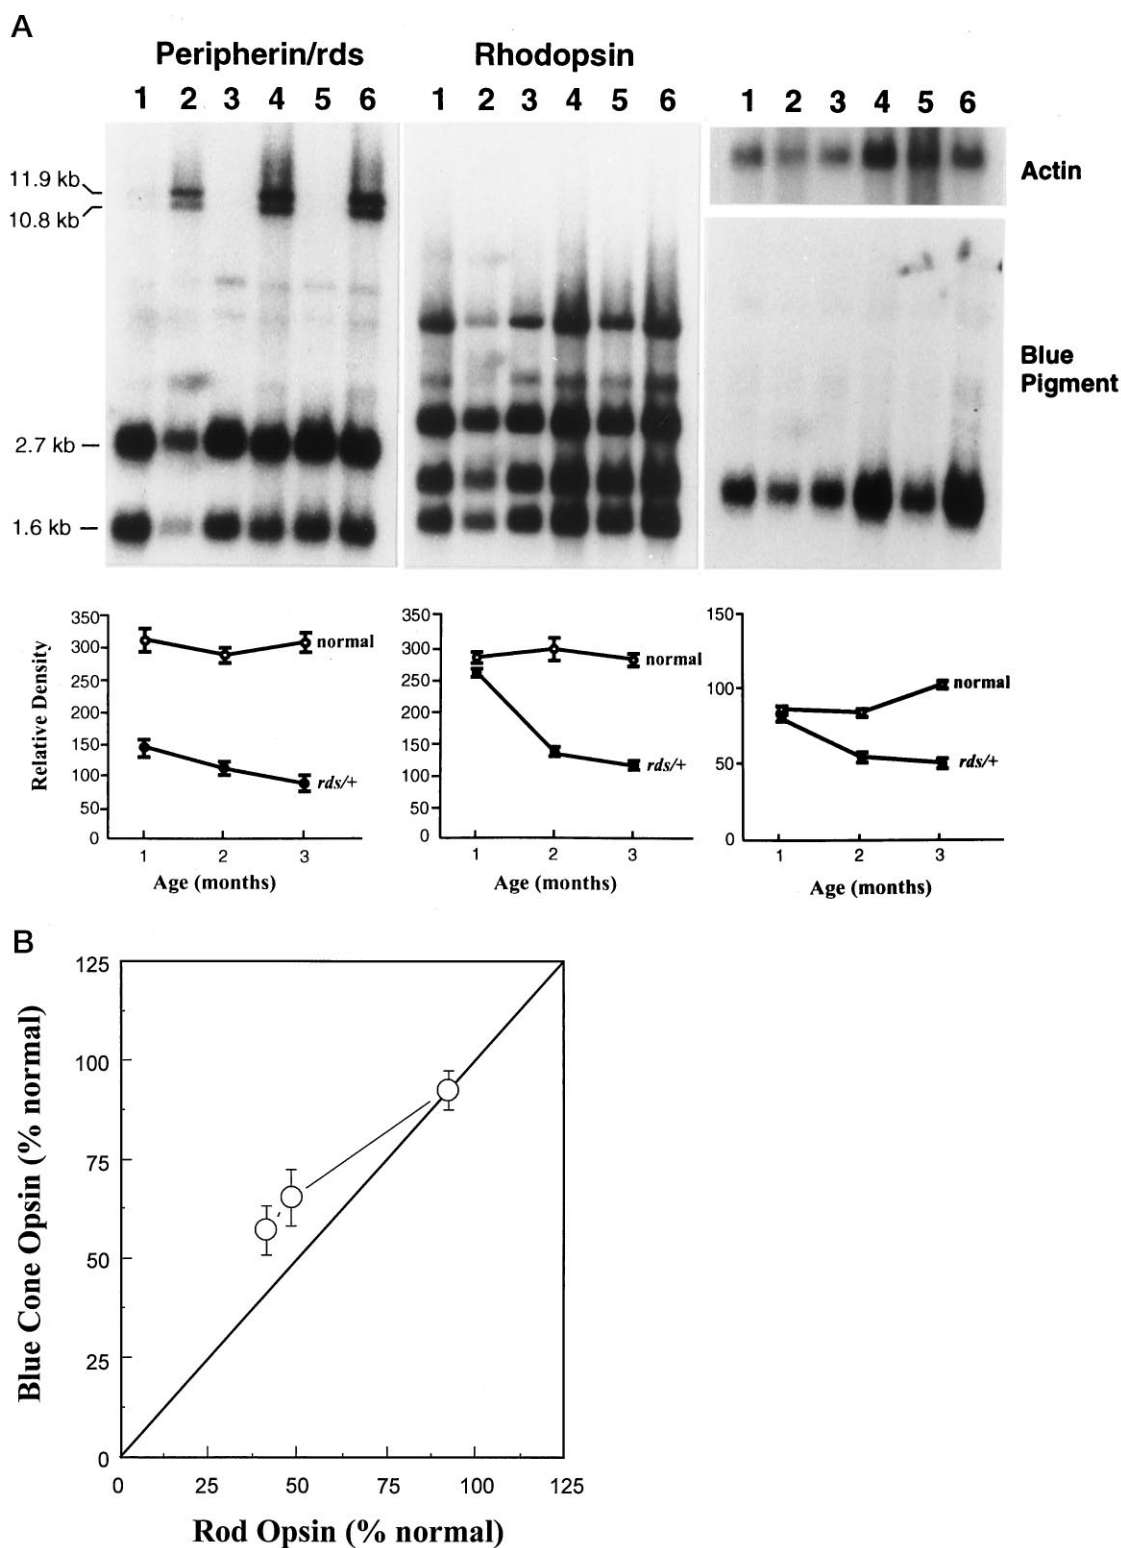 A
Peripherin/rds
Rhodopsin
1 2 3 4 5 6
1 2 3 4 5 6
1 2 3 4 5 6
11.9 kb
10.8 kb
2.7 kb
1.6 kb
Actin
Blue
Pigment
Relative Density
350
300
250
200
150
100
50
0
normal
rds/+
1 2 3
Age (months)
350
300
250
200
150
100
50
0
normal
rds/+
1 2 3
Age (months)
150
100
50
0
normal
rds/+
1 2 3
Age (months)
B
Blue Cone Opsin (% normal)
125
100
75
50
25
0
0 25 50 75 100 125
Rod Opsin (% normal)